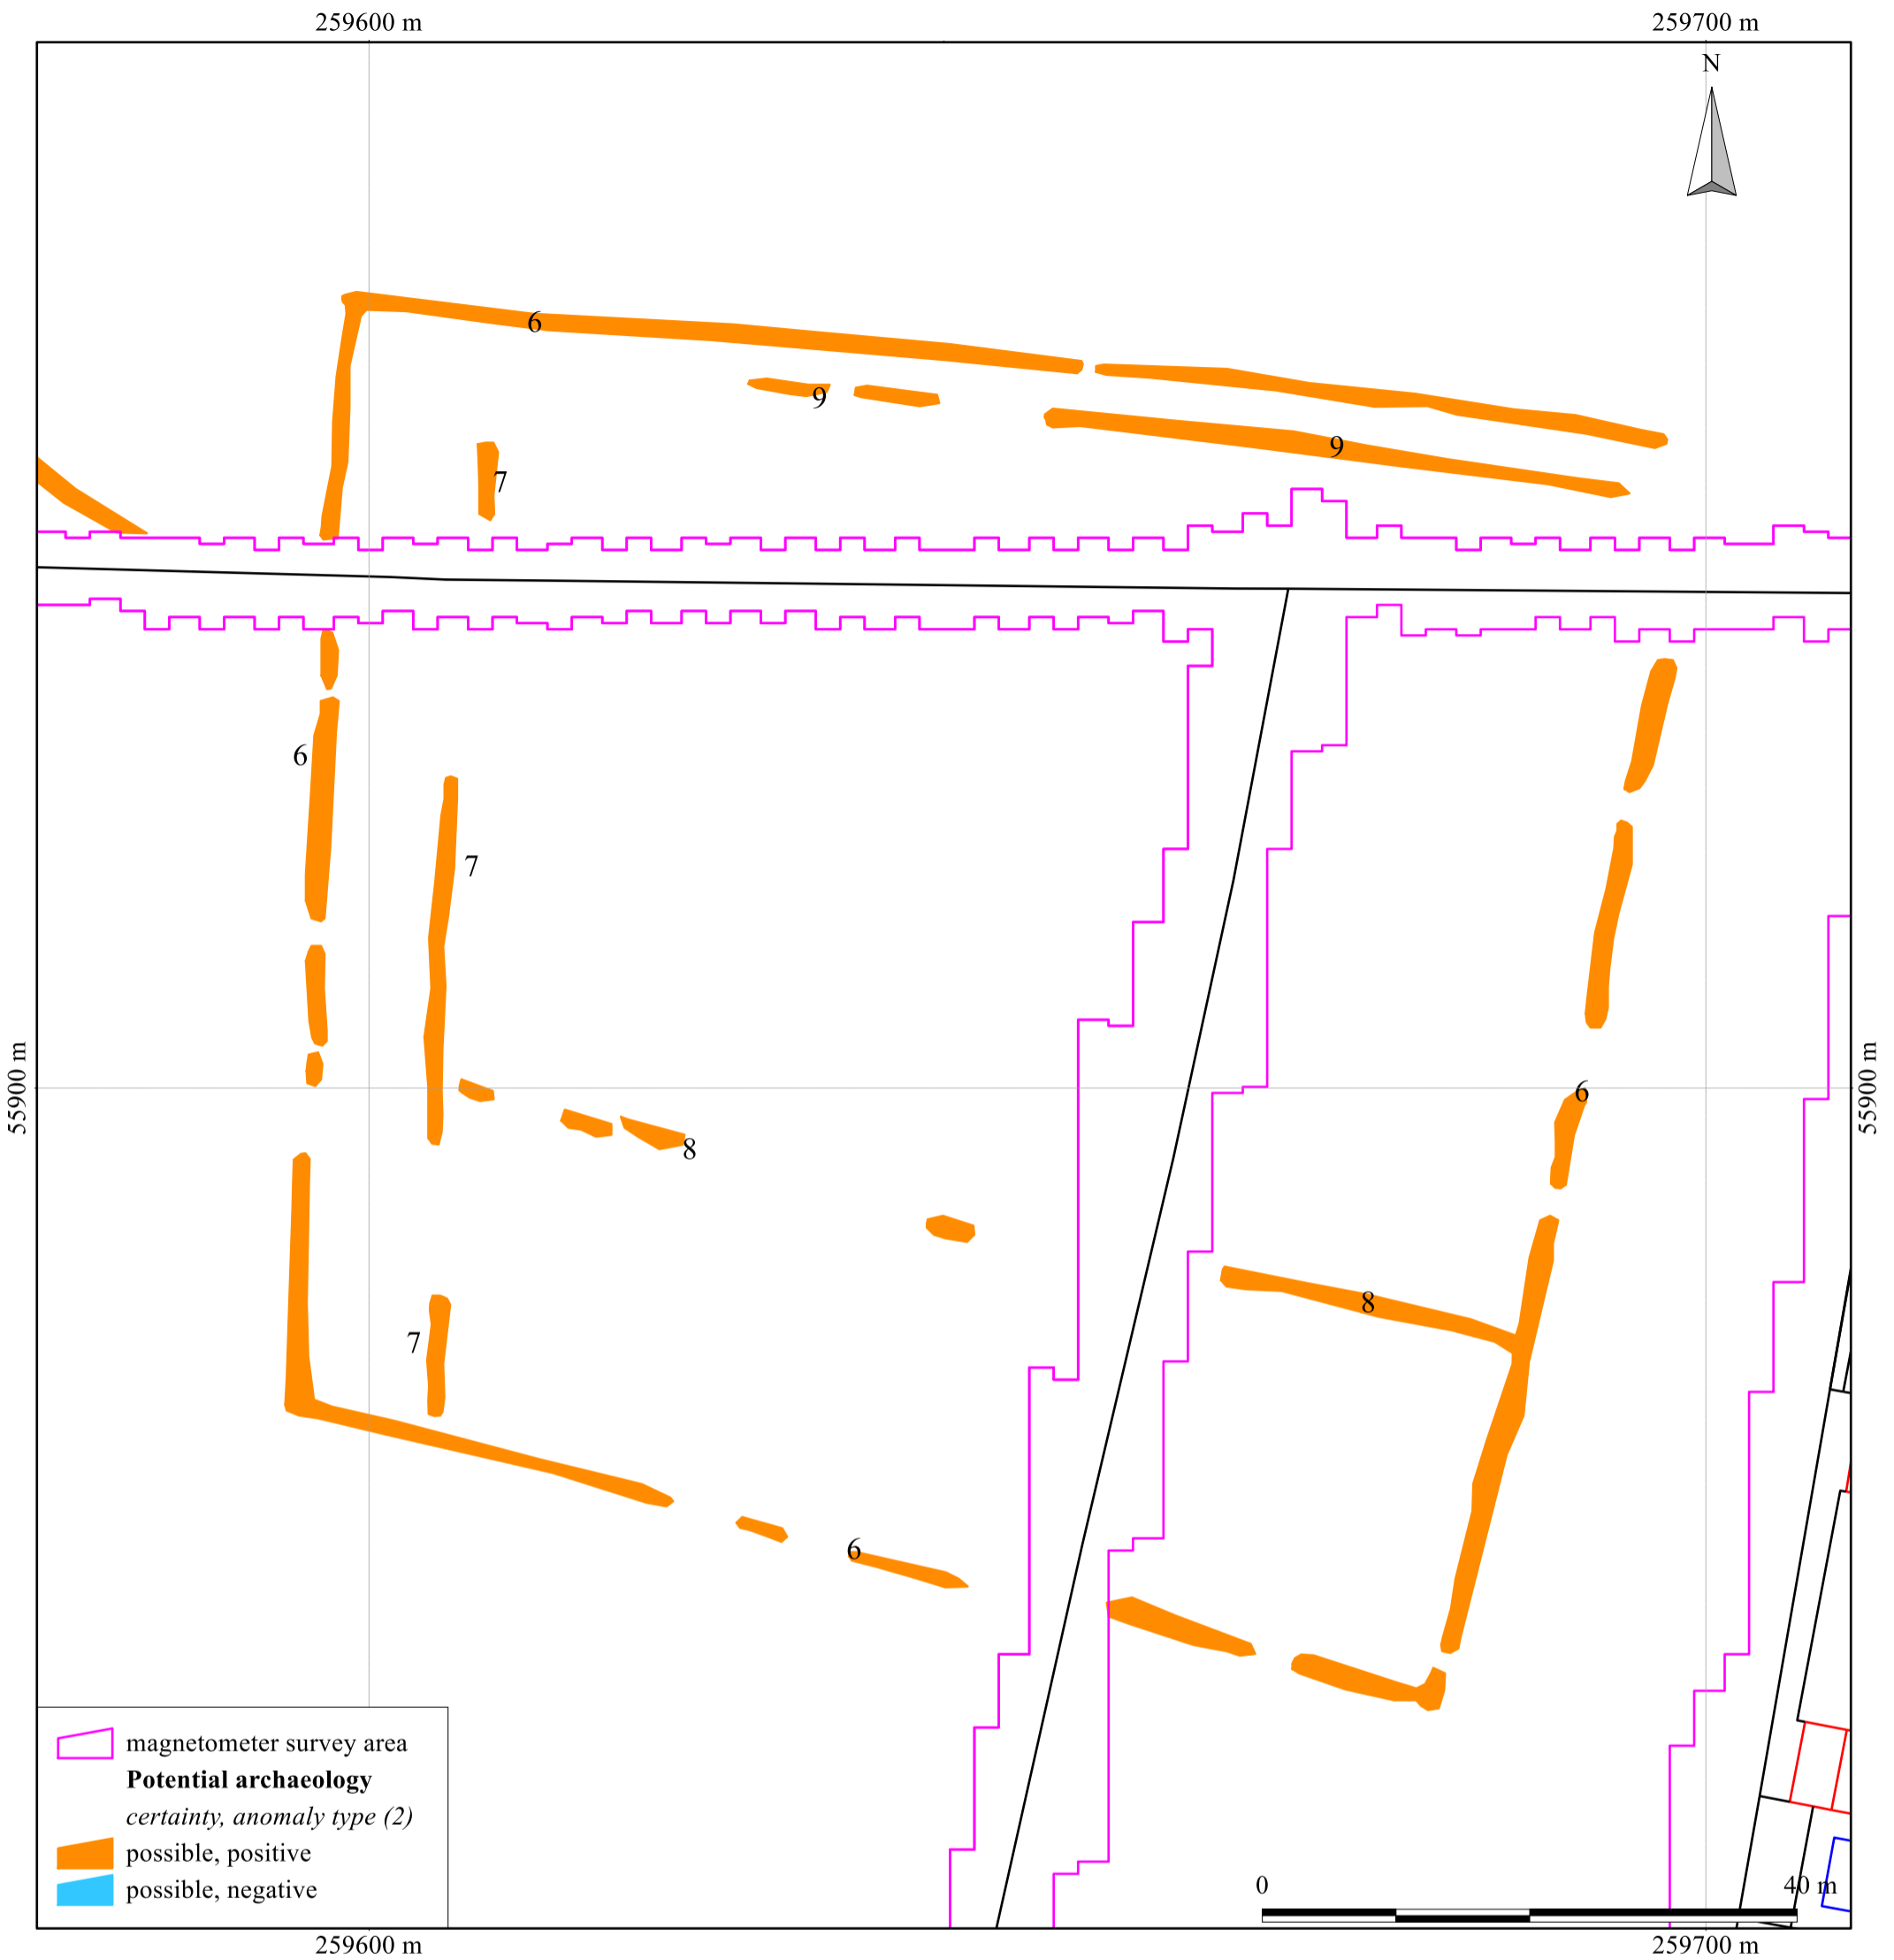 259600 m
259700 m
N
6
9
9
7
6
7
55900 m
6
55900 m
8
8
7
6
magnetometer survey area
Potential archaeology
certainty, anomaly type (2)
possible, positive
possible, negative
0
40 m
259600 m
259700 m